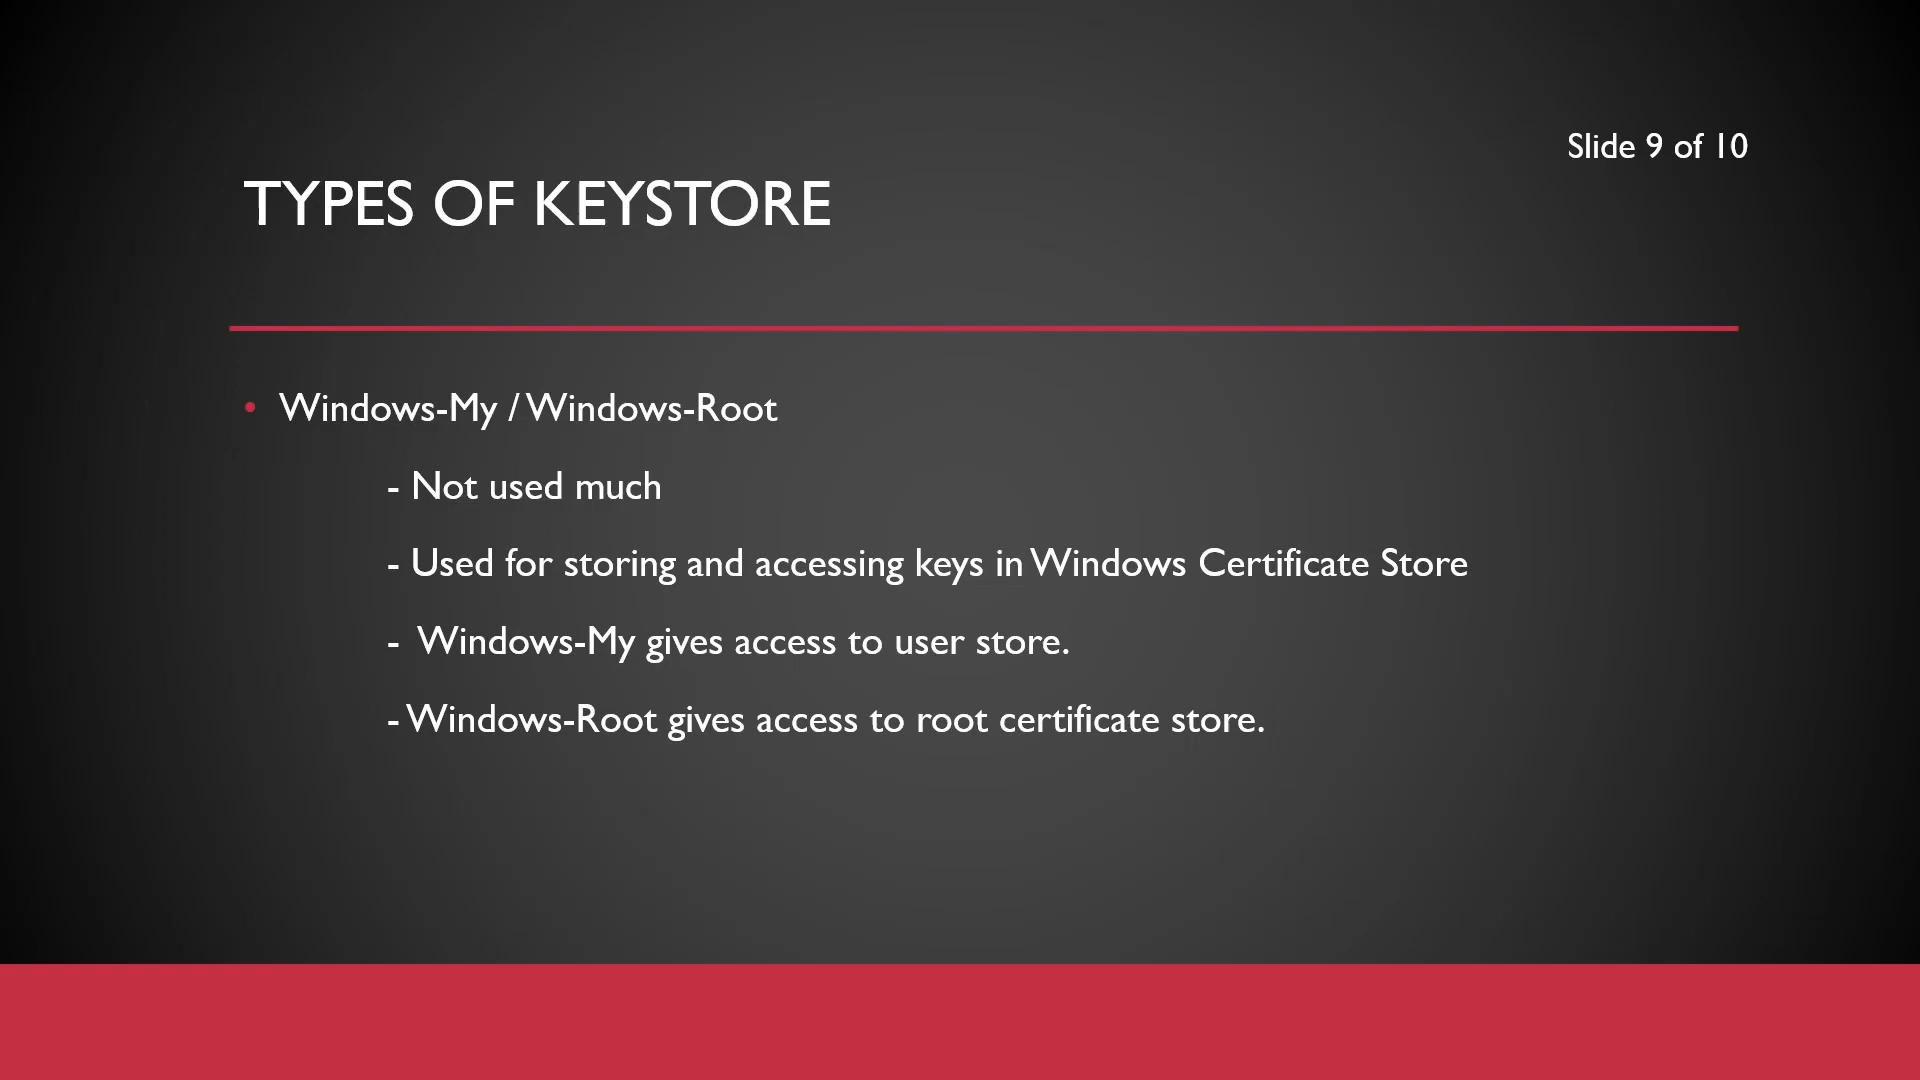 Slide 9 of 10
TYPES OF KEYSTORE
• Windows-My / Windows-Root
- Not used much
- Used for storing and accessing keys in Windows Certificate Store
- Windows-My gives access to user store.
- Windows-Root gives access to root certificate store.